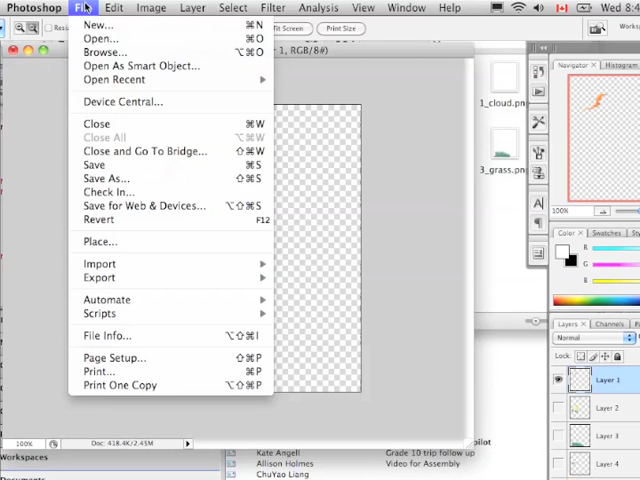 Photoshop File Edit Image Layer Select Filter Analysis View Window Help Wed 8:4
Fit Screen Print Size
1, RGB/8#)
New... ⌘N
Open... ⌘O
Browse... ⌥⌘O
Open As Smart Object...
Open Recent
Device Central...
Close ⌘W
Close All ⌥⌘W
Close and Go To Bridge... ⇧⌘W
Save ⌘S
Save As... ⇧⌘S
Check In...
Save for Web & Devices... ⌥⇧⌘S
Revert F12
Place...
Import
Export
Automate
Scripts
File Info... ⌥⇧⌘I
Page Setup... ⇧⌘P
Print... ⌘P
Print One Copy ⌥⇧⌘P
100% Doc: 418.4K/2.45M
1_cloud.pn
3_grass.pn
Navigator Histogram
100%
Color Swatches St
R
G
B
Layers Channels P
Normal
Lock:
Layer 1
Layer 2
Layer 3
Layer 4
Workspaces
Documents
pilot
Kate Angell Grade 10 trip follow up
Allison Holmes Video for Assembly
ChuYao Liang